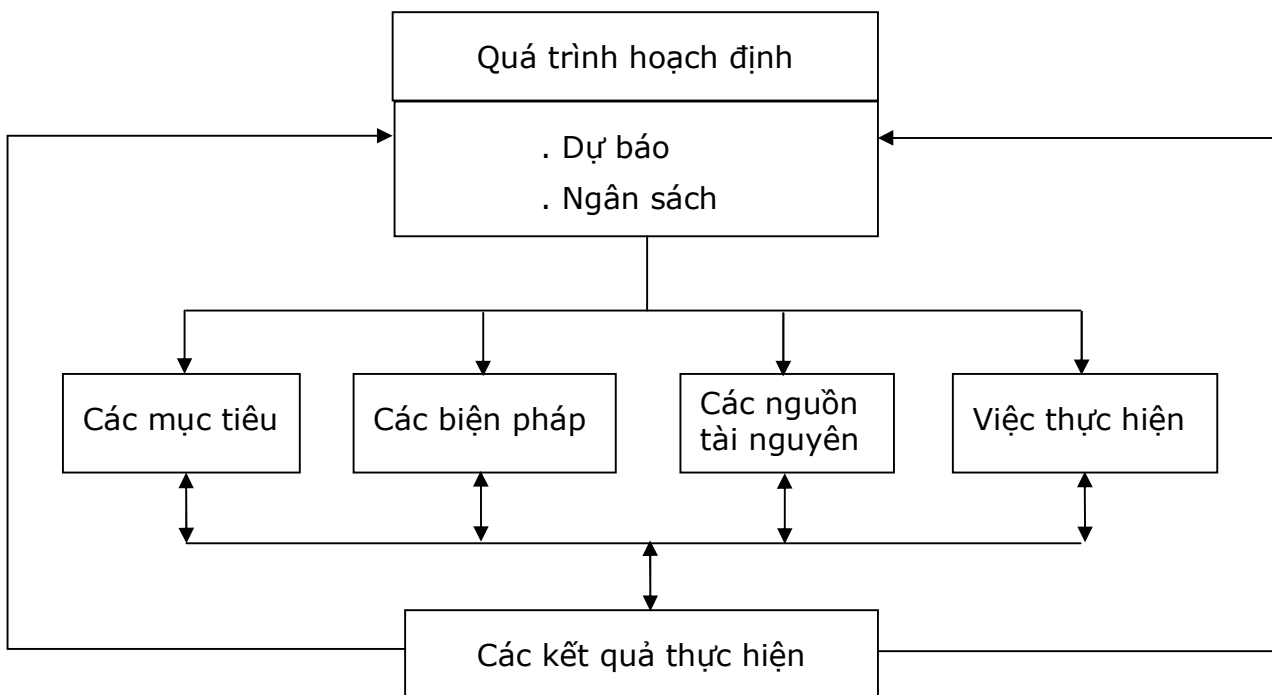 Quá trình hoạch định
. Dự báo
. Ngân sách
Các mục tiêu
Các biện pháp
Các nguồn
tài nguyên
Việc thực hiện
Các kết quả thực hiện